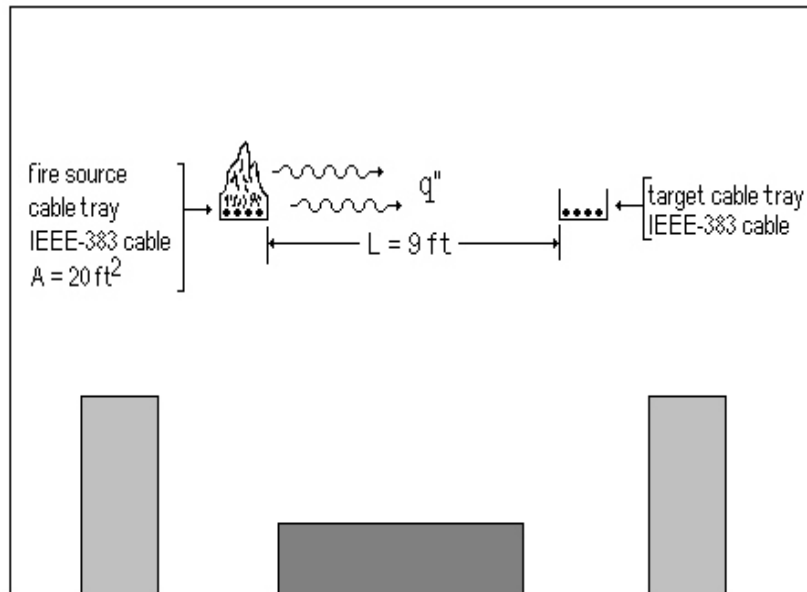 fire source
cable tray
IEEE-383 cable
A = 20 ft²
q"
L = 9 ft
target cable tray
IEEE-383 cable